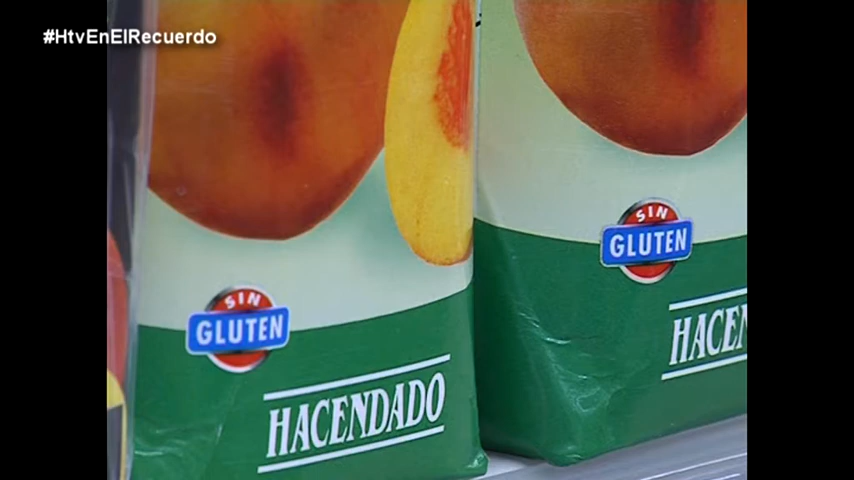 #HtvEnElRecuerdo
SIN
GLUTEN
HACENDADO
SIN
GLUTEN
HACEN